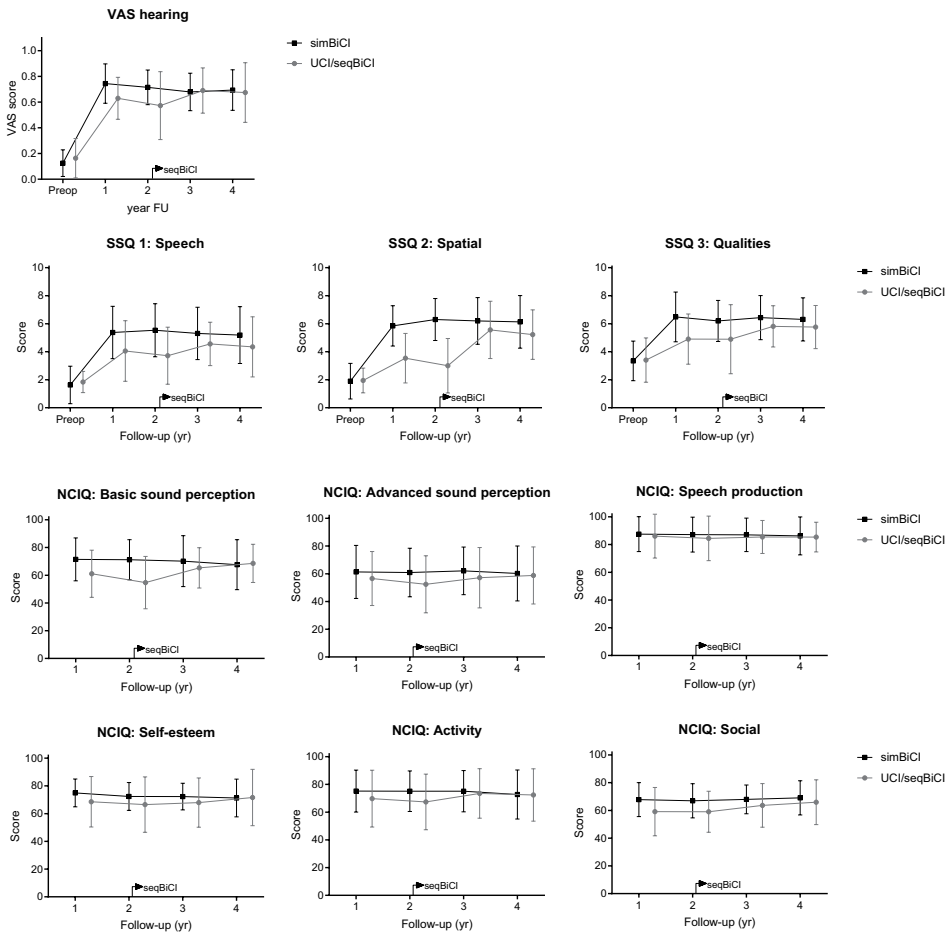 VAS hearing
simBiCI
UCI/seqBiCI
VAS score
1.0
0.8
0.6
0.4
0.2
0.0
seqBiCI
Preop 1 2 3 4
year FU
SSQ 1: Speech
Score
10
8
6
4
2
0
seqBiCI
Preop 1 2 3 4
Follow-up (yr)
SSQ 2: Spatial
Score
10
8
6
4
2
0
seqBiCI
Preop 1 2 3 4
Follow-up (yr)
SSQ 3: Qualities
Score
10
8
6
4
2
0
seqBiCI
Preop 1 2 3 4
Follow-up (yr)
simBiCI
UCI/seqBiCI
NCIQ: Basic sound perception
Score
100
80
60
40
20
0
seqBiCI
1 2 3 4
Follow-up (yr)
NCIQ: Advanced sound perception
Score
100
80
60
40
20
0
seqBiCI
1 2 3 4
Follow-up (yr)
NCIQ: Speech production
Score
100
80
60
40
20
0
seqBiCI
1 2 3 4
Follow-up (yr)
simBiCI
UCI/seqBiCI
NCIQ: Self-esteem
Score
100
80
60
40
20
0
seqBiCI
1 2 3 4
Follow-up (yr)
NCIQ: Activity
Score
100
80
60
40
20
0
seqBiCI
1 2 3 4
Follow-up (yr)
NCIQ: Social
Score
100
80
60
40
20
0
seqBiCI
1 2 3 4
Follow-up (yr)
simBiCI
UCI/seqBiCI